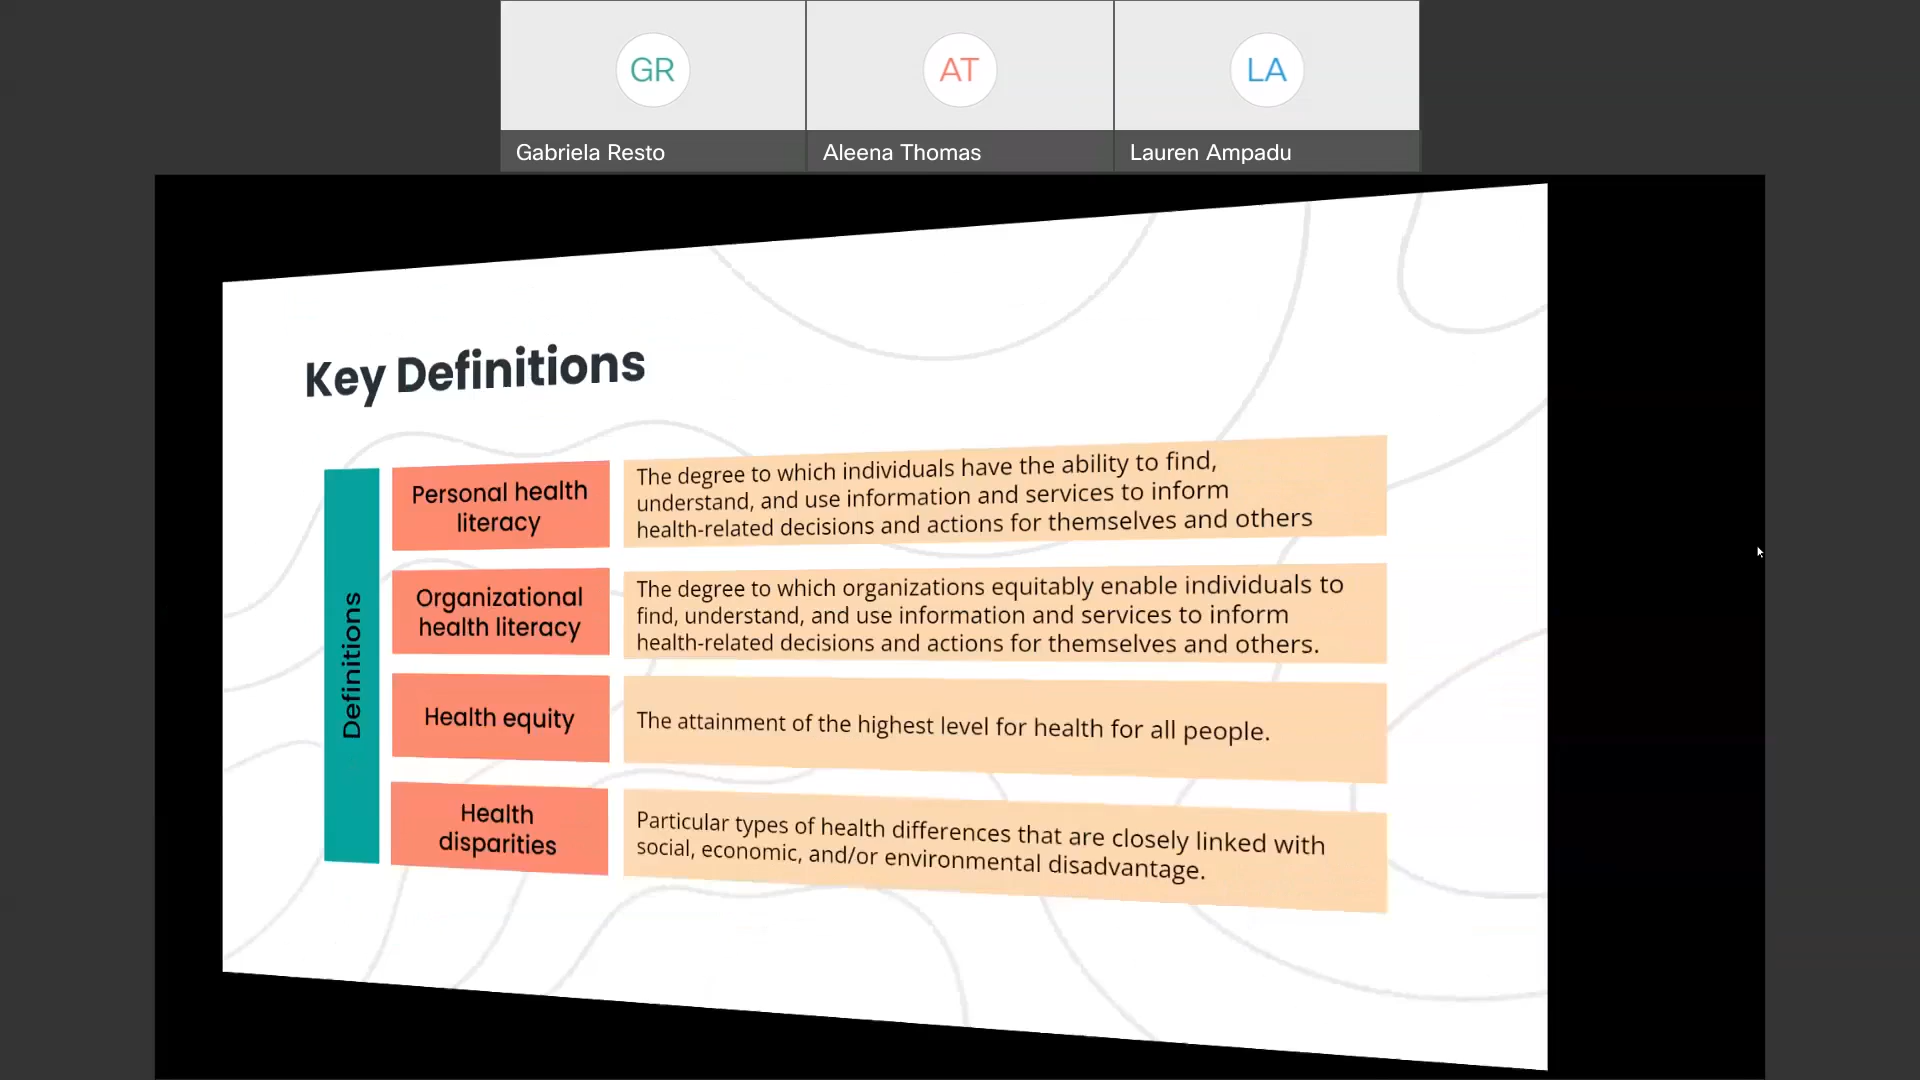 GR
AT
LA
Gabriela Resto
Aleena Thomas
Lauren Ampadu
Key Definitions
Definitions
Personal health
literacy
The degree to which individuals have the ability to find,
understand, and use information and services to inform
health-related decisions and actions for themselves and others
Organizational
health literacy
The degree to which organizations equitably enable individuals to
find, understand, and use information and services to inform
health-related decisions and actions for themselves and others.
Health equity
The attainment of the highest level for health for all people.
Health
disparities
Particular types of health differences that are closely linked with
social, economic, and/or environmental disadvantage.